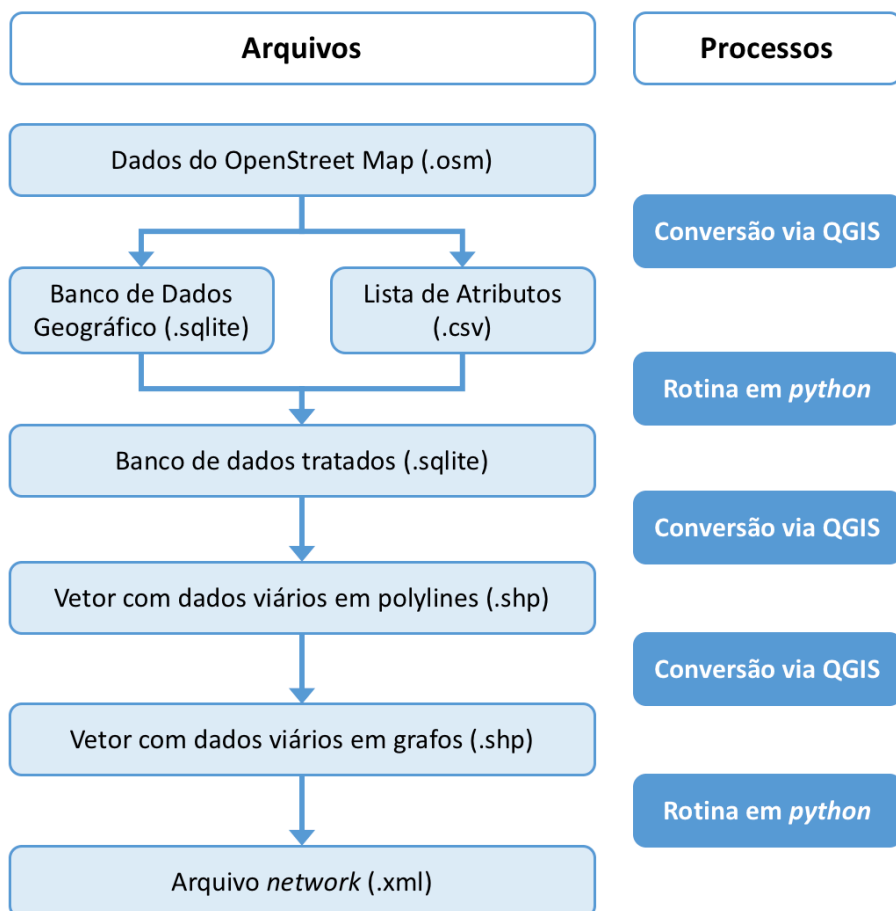 Arquivos
Processos
Dados do OpenStreet Map (.osm)
Conversão via QGIS
Banco de Dados
Geográfico (.sqlite)
Lista de Atributos
(.csv)
Rotina em python
Banco de dados tratados (.sqlite)
Conversão via QGIS
Vetor com dados viários em polylines (.shp)
Conversão via QGIS
Vetor com dados viários em grafos (.shp)
Rotina em python
Arquivo network (.xml)